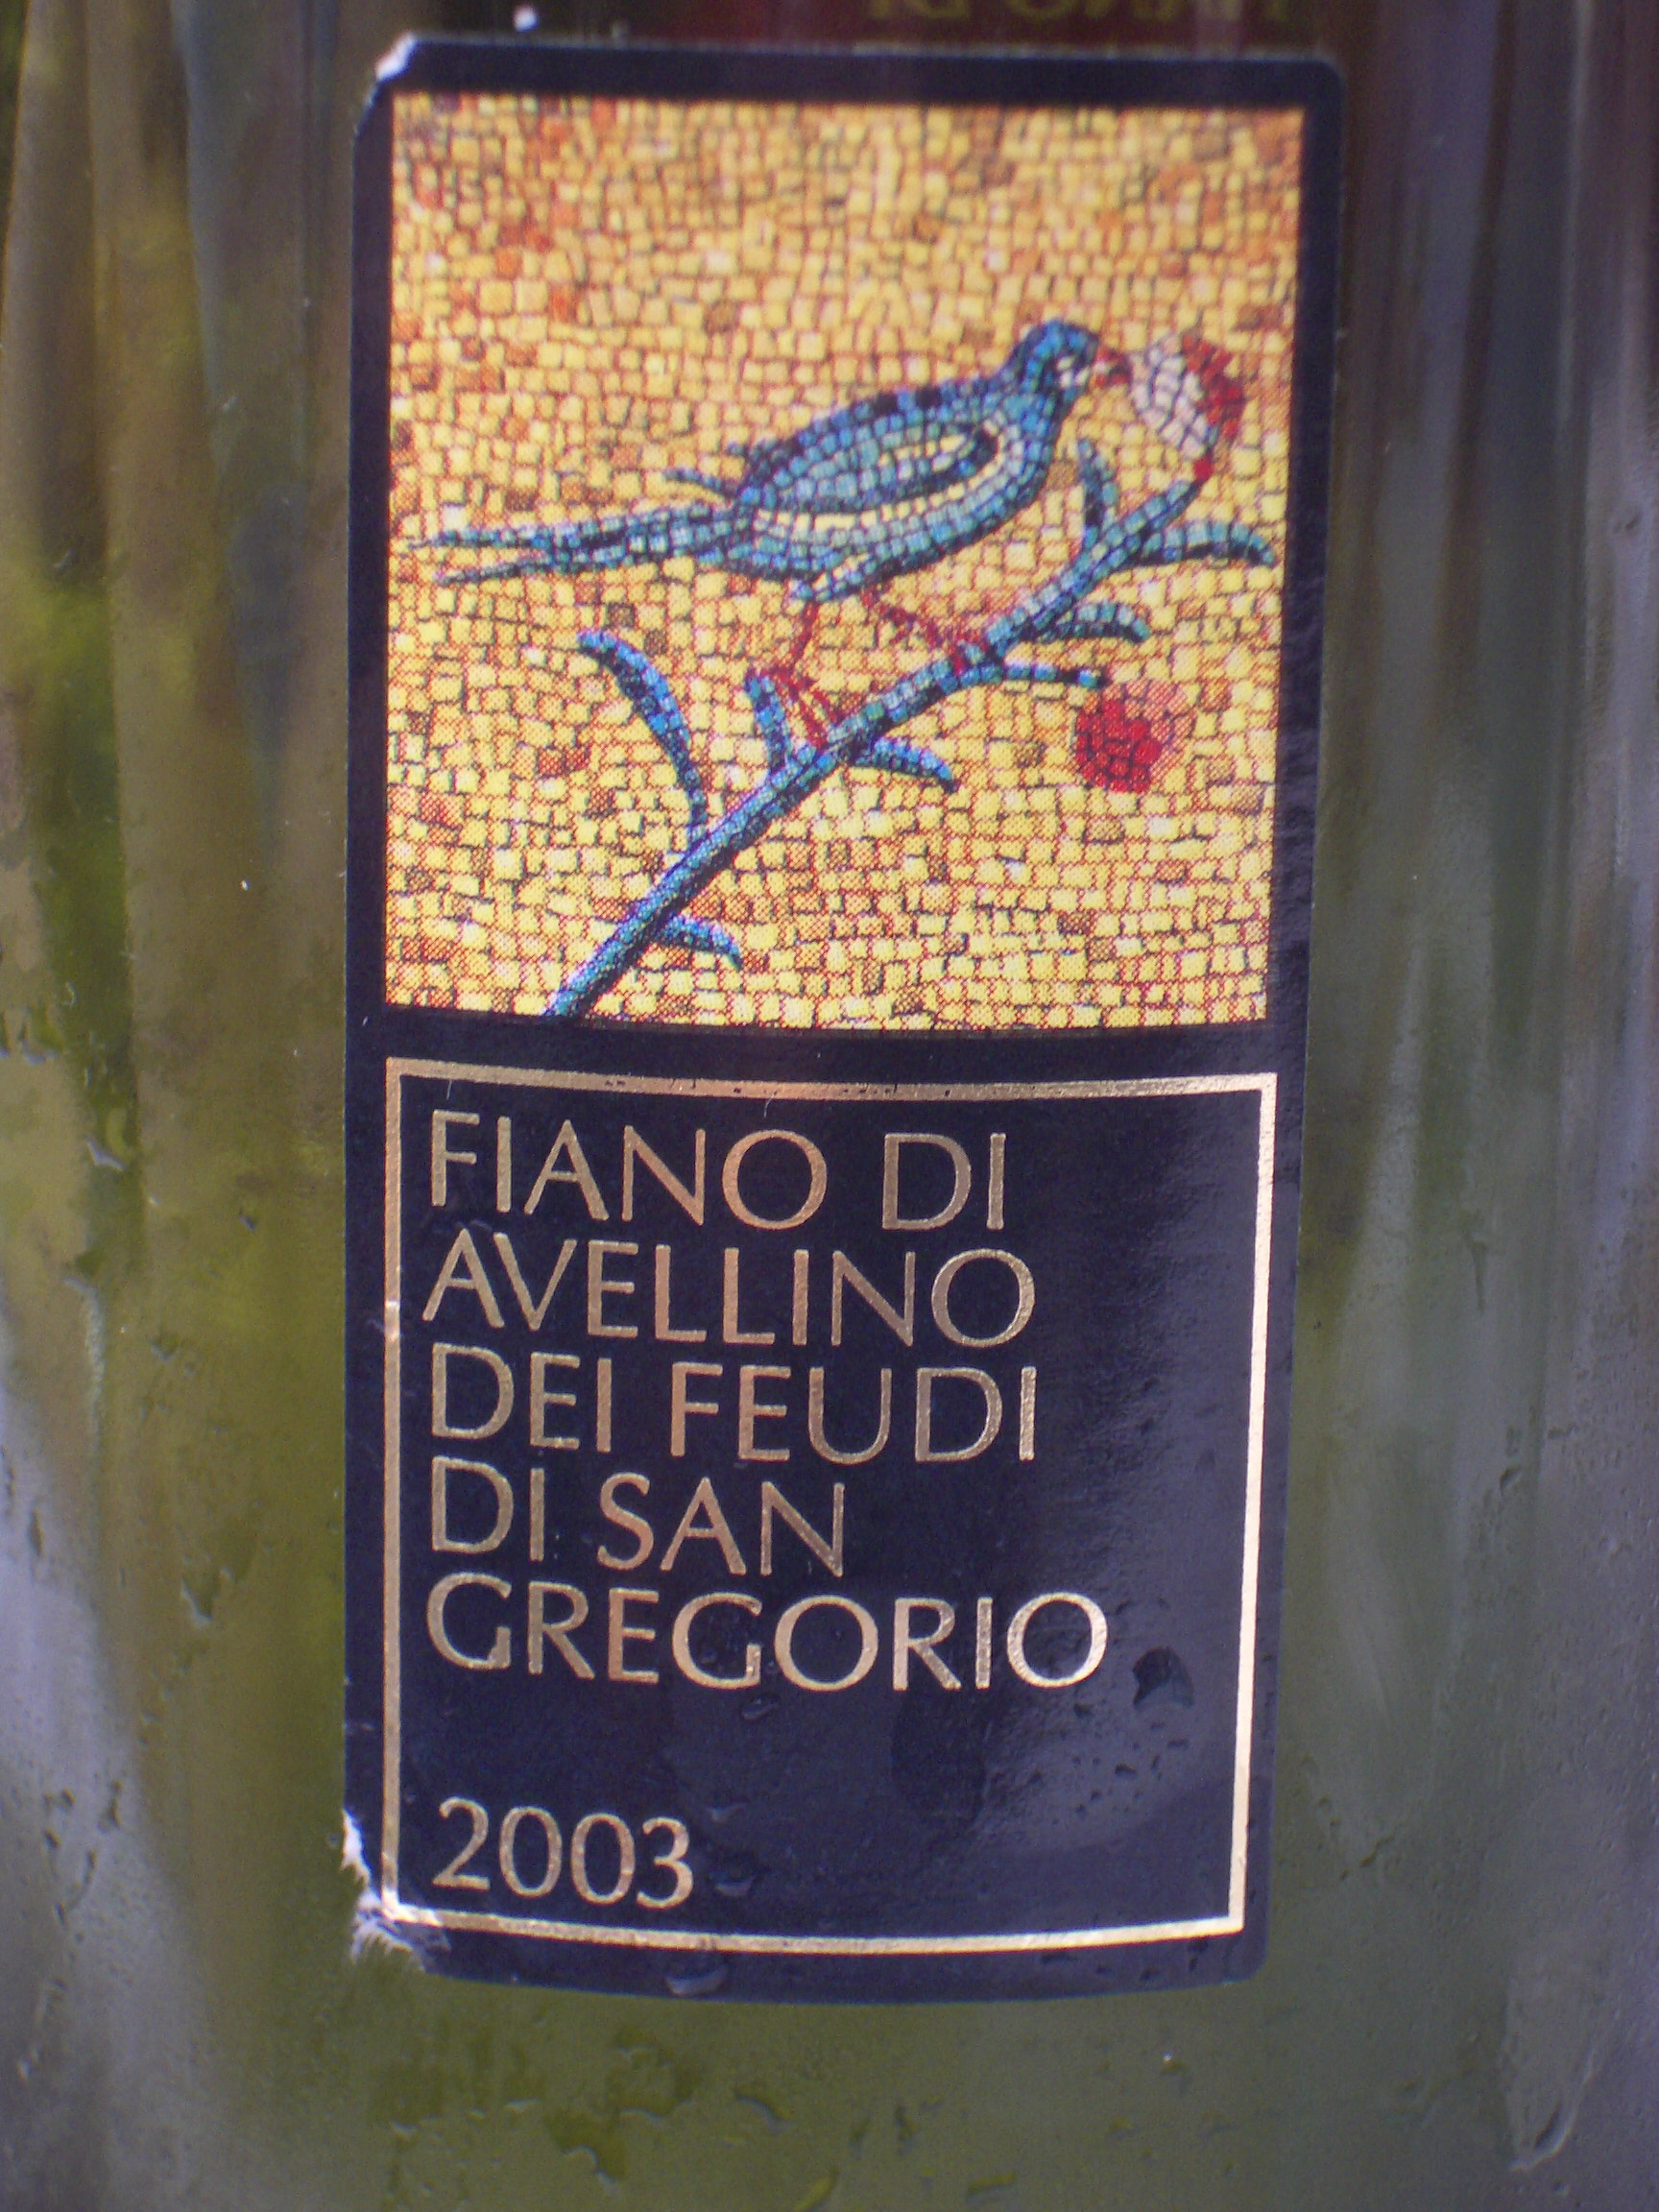 FIANO DI
AVELLINO
DEI FEUDI
DI SAN
GREGORIO
2003